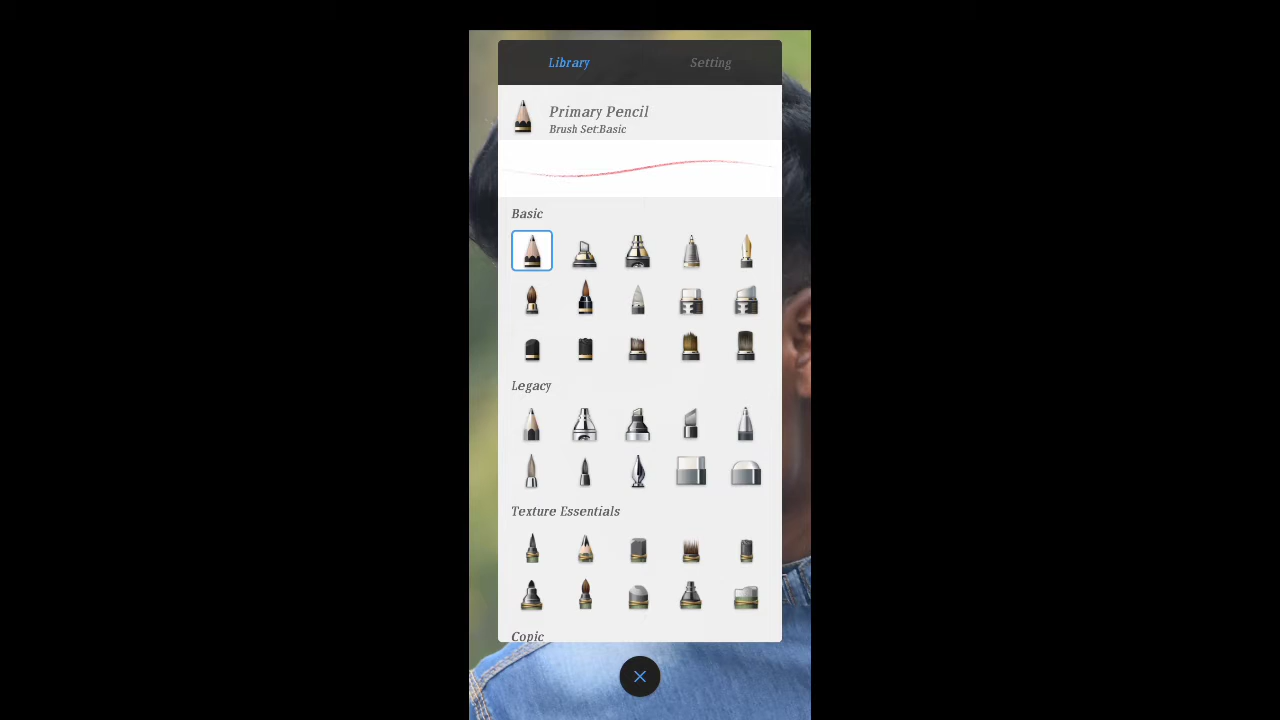 Library
Setting
Primary Pencil
Brush Set:Basic
Basic
Legacy
Texture Essentials
Copic